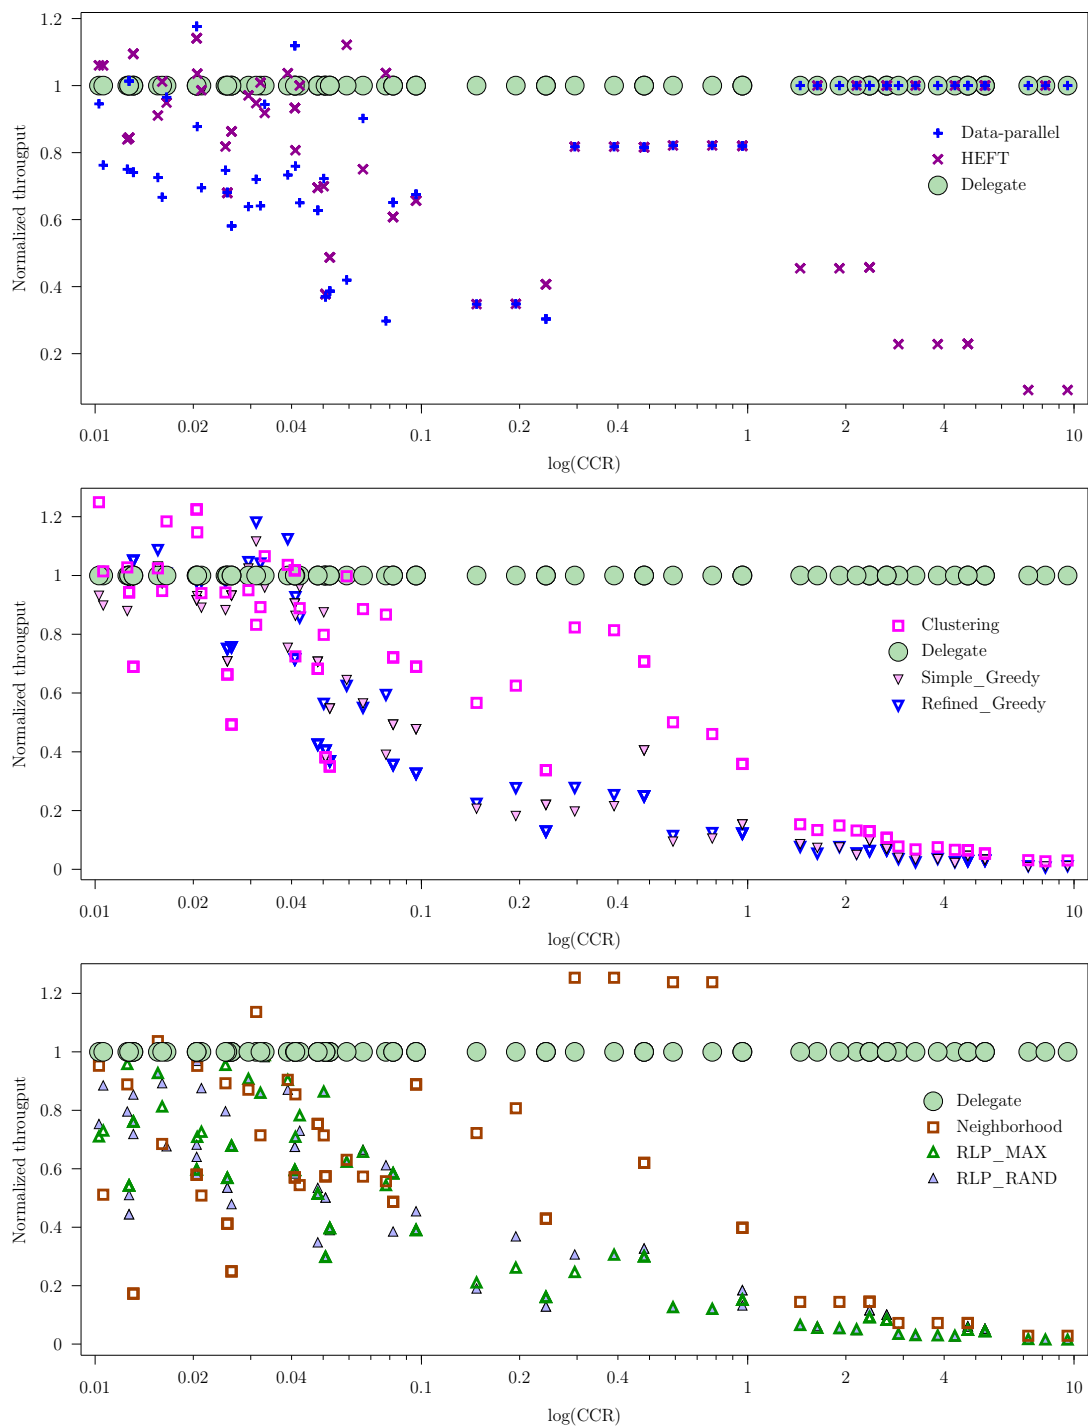 1.2
1
0.8
0.6
0.4
0.2
Normalized througput
Data-parallel
HEFT
Delegate
0.01 0.02 0.04 0.1 0.2 0.4 1 2 4 10
log(CCR)
1.2
1
0.8
0.6
0.4
0.2
0
Normalized througput
Clustering
Delegate
Simple_Greedy
Refined_Greedy
0.01 0.02 0.04 0.1 0.2 0.4 1 2 4 10
log(CCR)
1.2
1
0.8
0.6
0.4
0.2
0
Normalized througput
Delegate
Neighborhood
RLP_MAX
RLP_RAND
0.01 0.02 0.04 0.1 0.2 0.4 1 2 4 10
log(CCR)